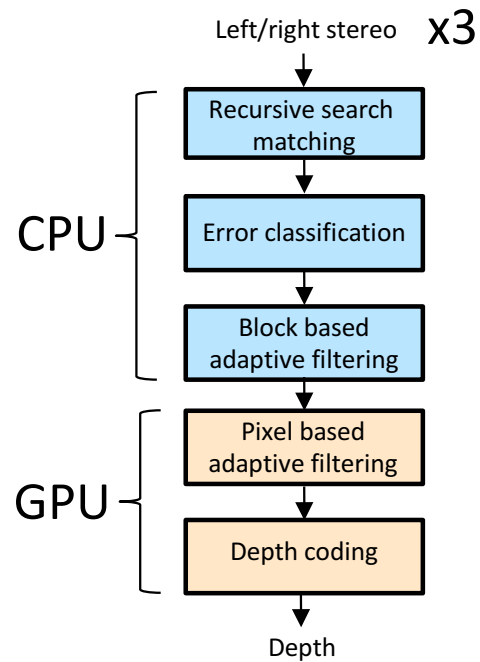 Left/right stereo x3
Recursive search
matching
CPU
Error classification
Block based
adaptive filtering
Pixel based
adaptive filtering
GPU
Depth coding
Depth